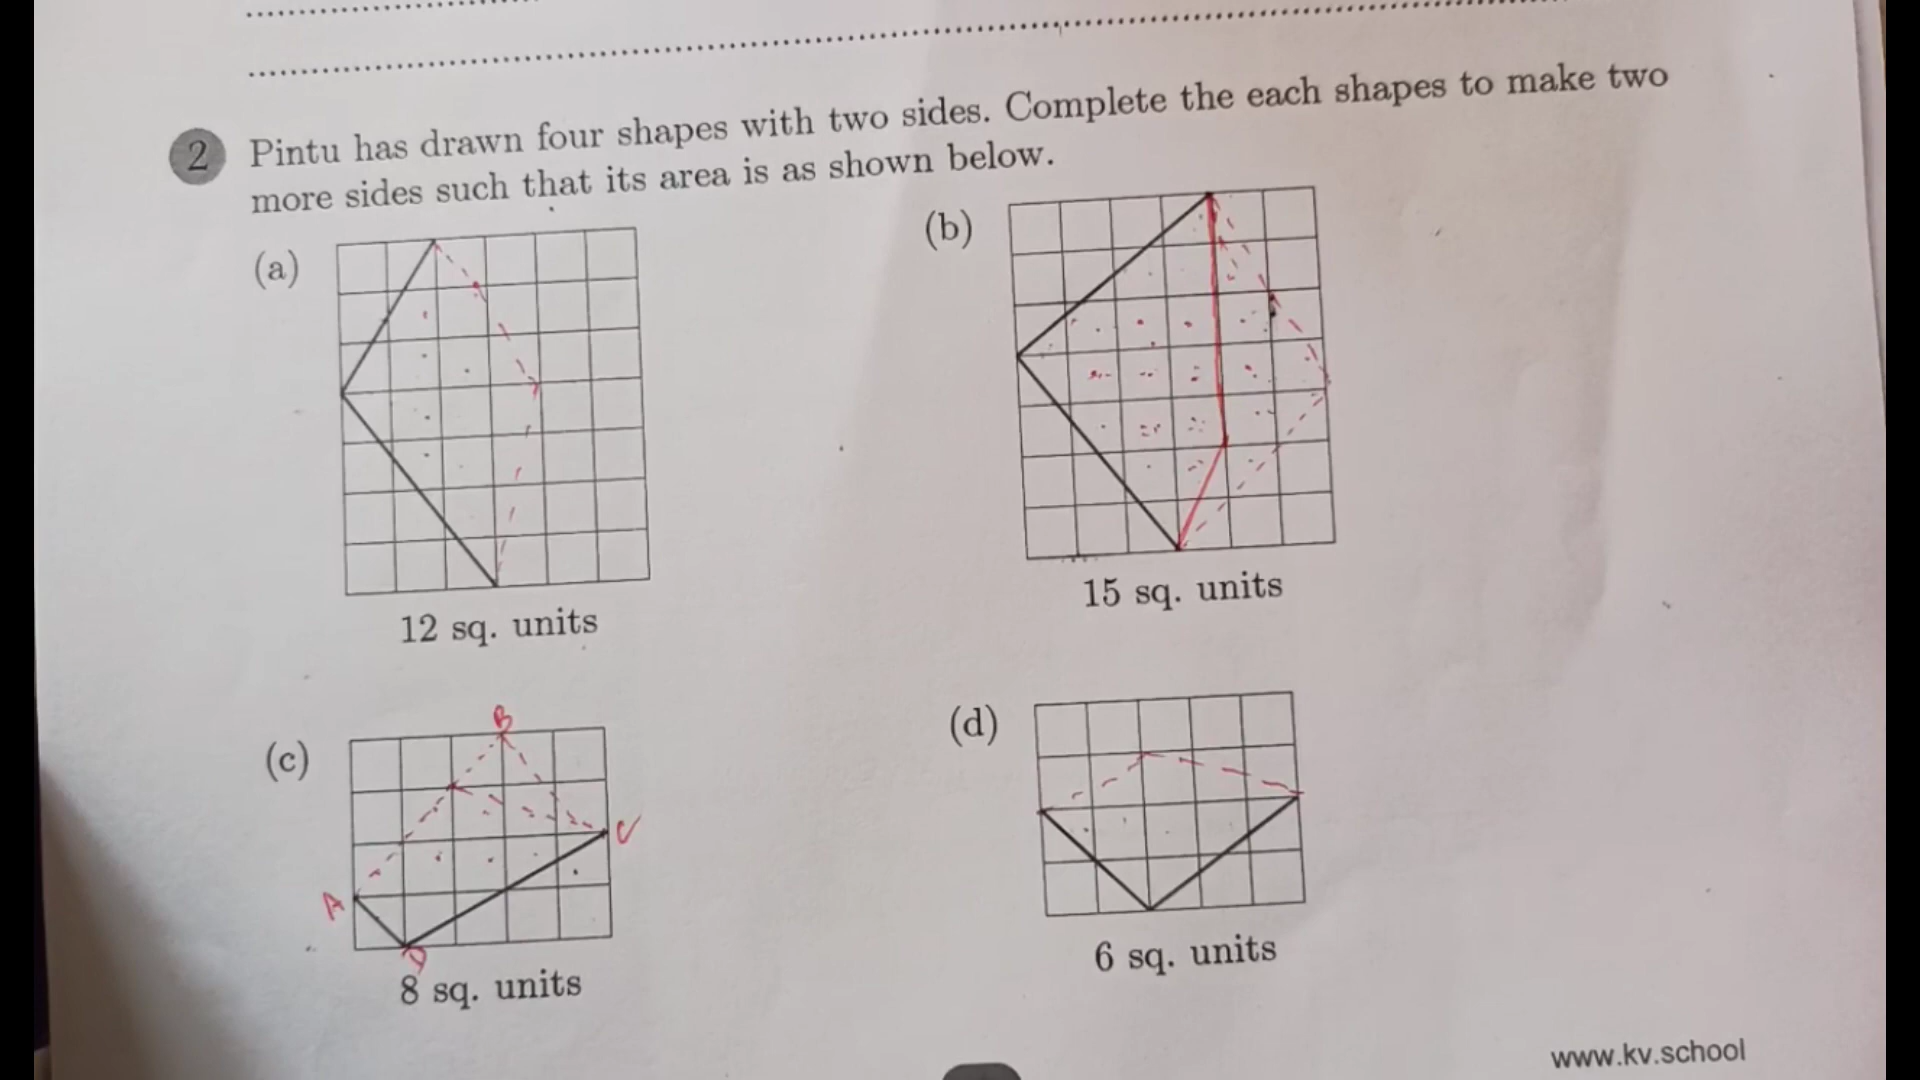 2 Pintu has drawn four shapes with two sides. Complete the each shapes to make two
more sides such that its area is as shown below.
(a)
(b)
12 sq. units
15 sq. units
(c)
B
A
C
D
8 sq. units
(d)
6 sq. units
www.kv.school